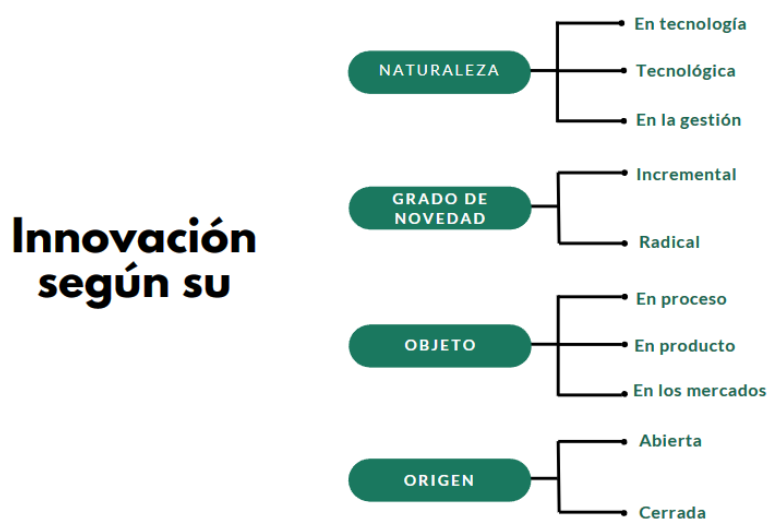 Innovación
según su
NATURALEZA
En tecnología
Tecnológica
En la gestión
GRADO DE
NOVEDAD
Incremental
Radical
OBJETO
En proceso
En producto
En los mercados
ORIGEN
Abierta
Cerrada